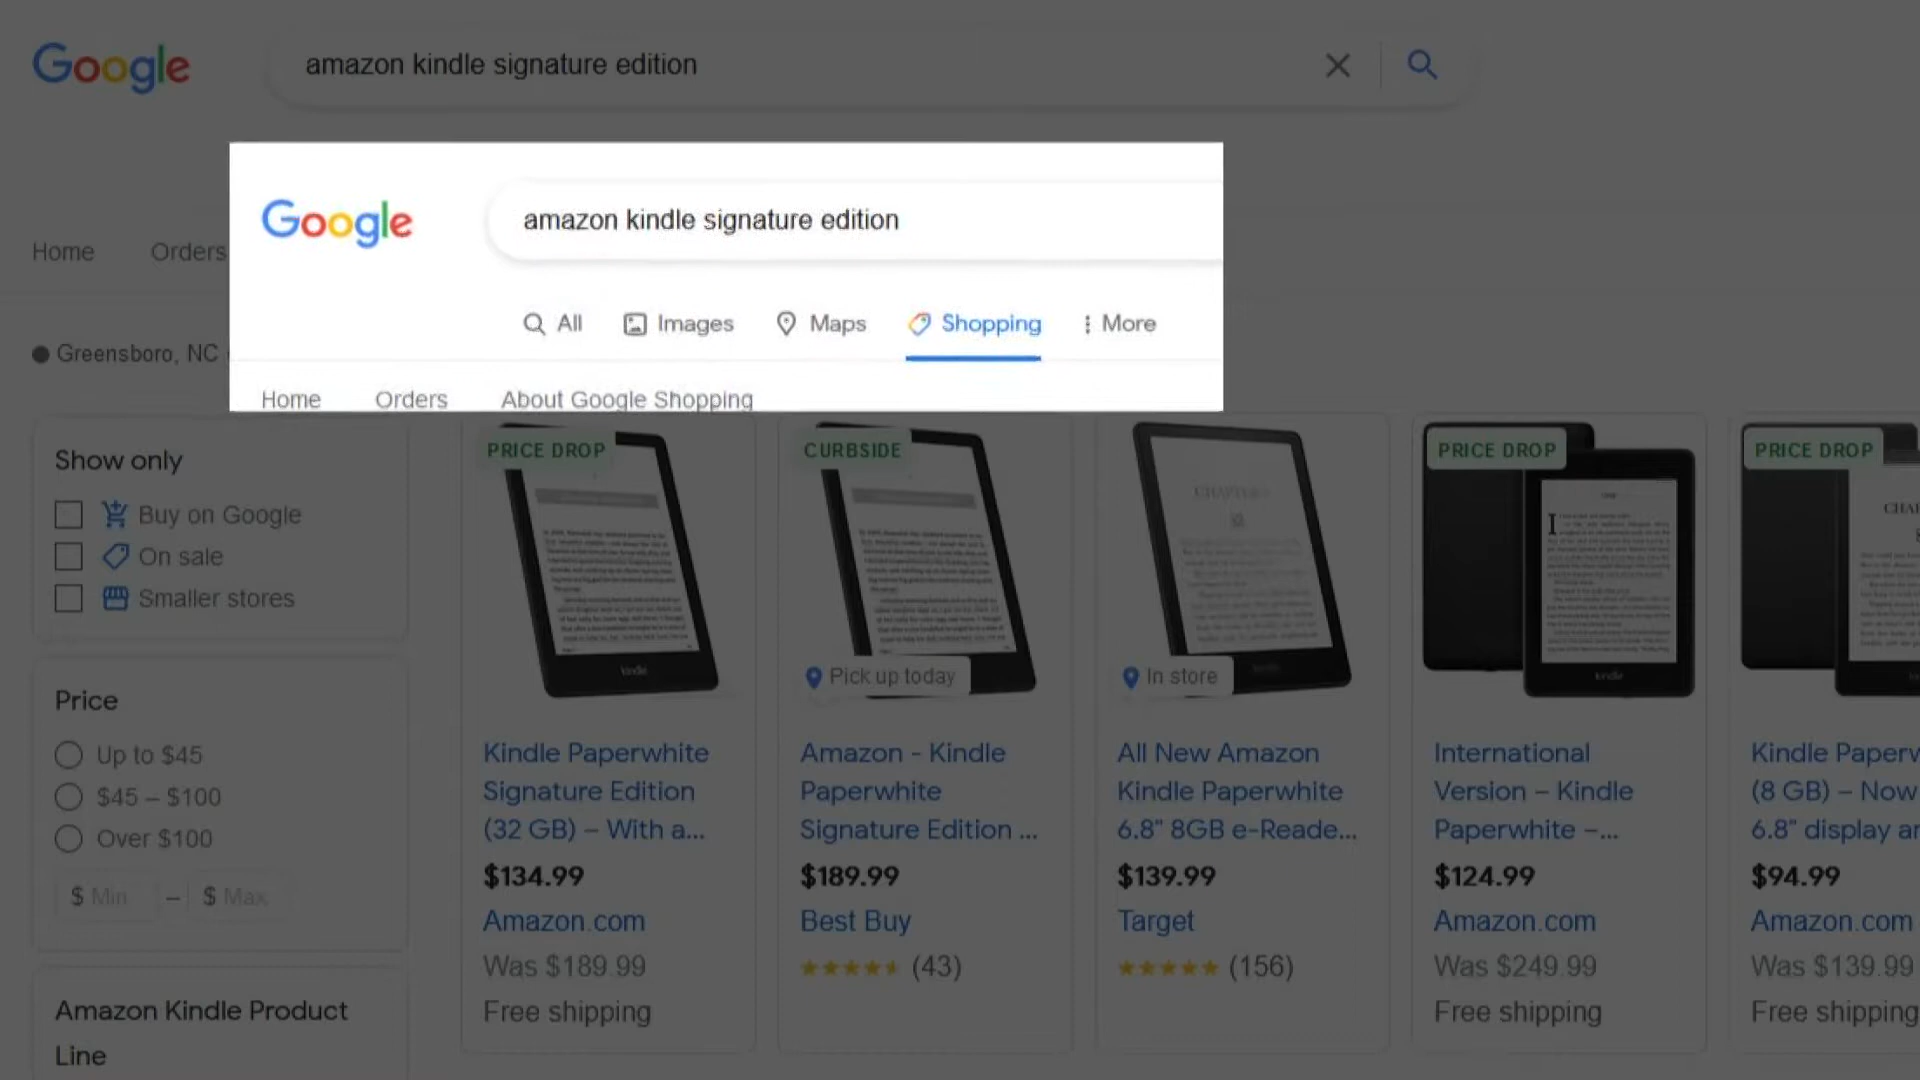 Google
amazon kindle signature edition
Google
amazon kindle signature edition
All Images Maps Shopping More
Home Orders About Google Shopping
Home Orders
Greensboro, NC
Show only
Buy on Google
On sale
Smaller stores
Price
Up to $45
$45 – $100
Over $100
$ Min – $ Max
Amazon Kindle Product
Line
PRICE DROP
kindle
Kindle Paperwhite
Signature Edition
(32 GB) – With a...
$134.99
Amazon.com
Was $189.99
Free shipping
CURBSIDE
Pick up today
Amazon - Kindle
Paperwhite
Signature Edition ...
$189.99
Best Buy
(43)
CHAPTER
In store
All New Amazon
Kindle Paperwhite
6.8" 8GB e-Reade...
$139.99
Target
(156)
PRICE DROP
kindle
International
Version – Kindle
Paperwhite –...
$124.99
Amazon.com
Was $249.99
Free shipping
PRICE DROP
Kindle Paperw
(8 GB) – Now
6.8" display an
$94.99
Amazon.com
Was $139.99
Free shipping